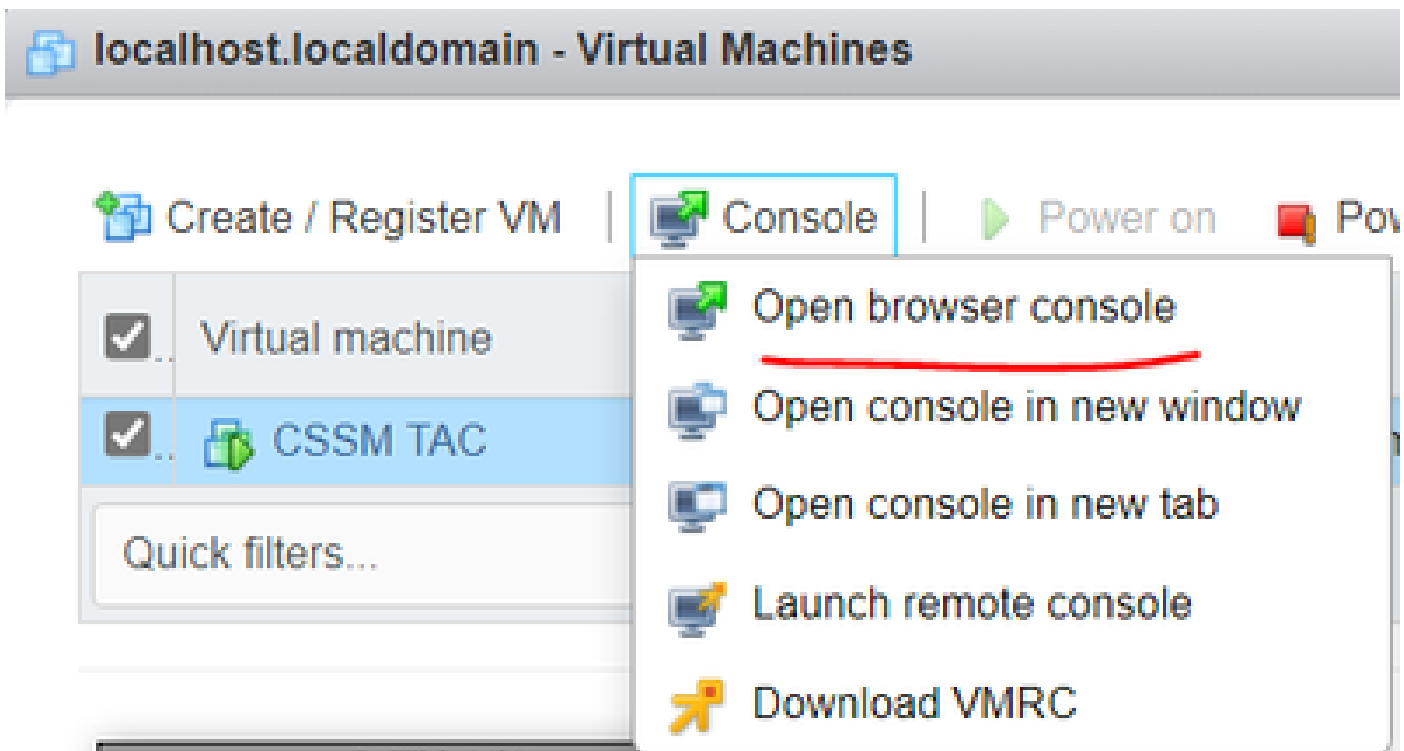 localhost.localdomain - Virtual Machines
Create / Register VM
Console
Power on
Virtual machine
Open browser console
CSSM TAC
Open console in new window
Quick filters...
Open console in new tab
Launch remote console
Download VMRC